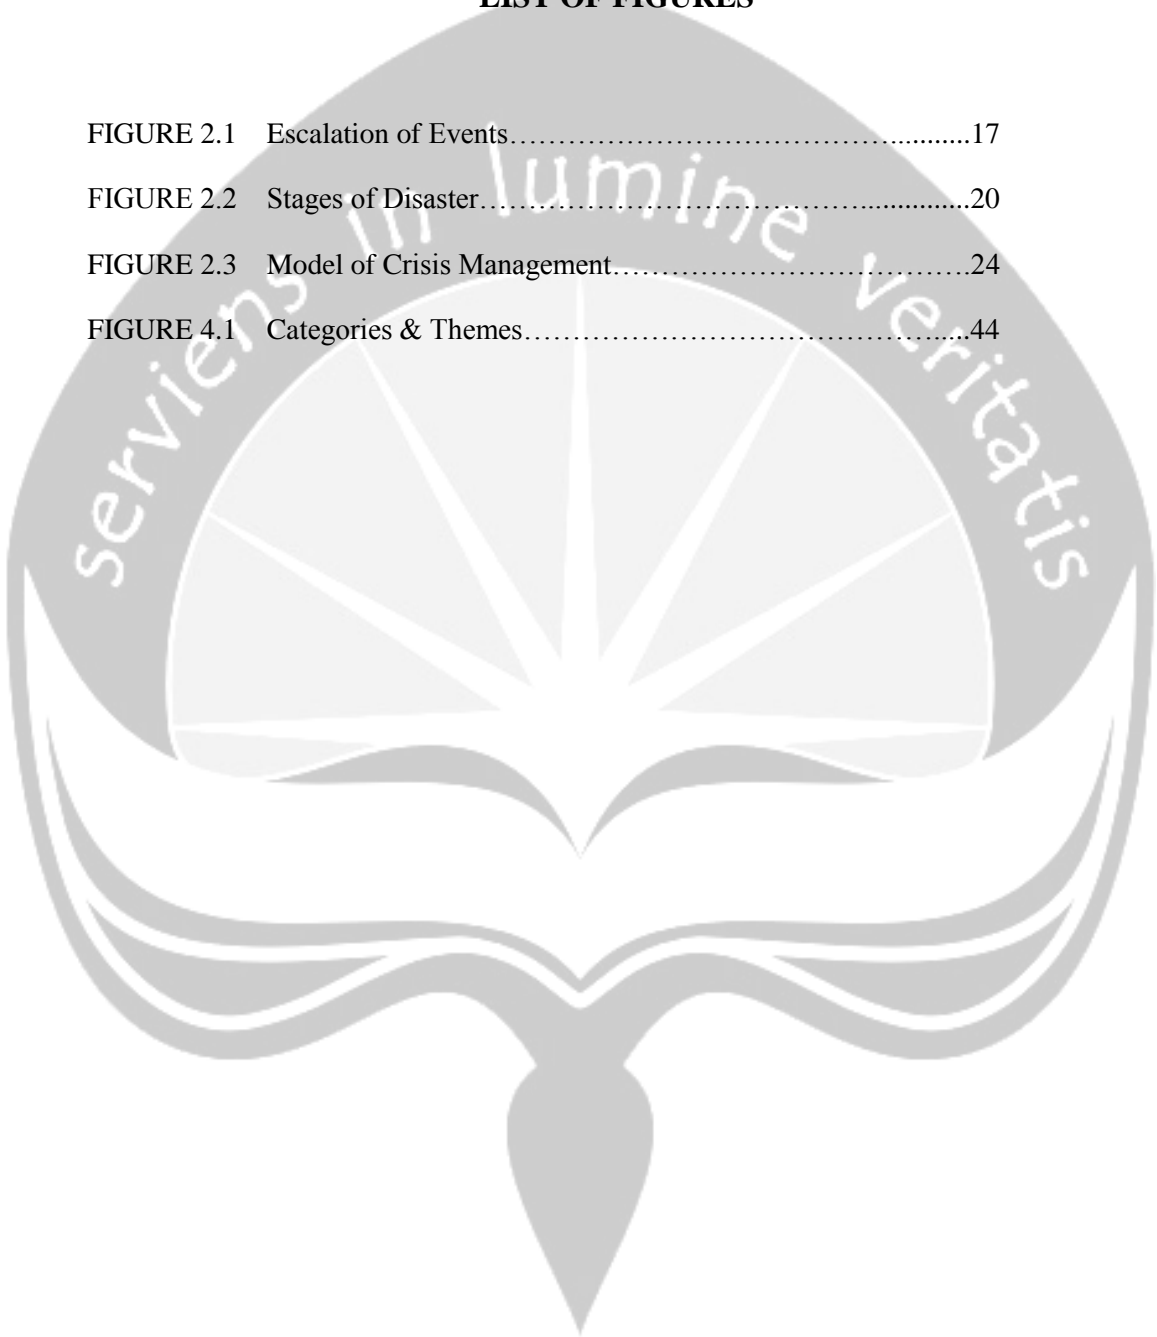 LIST OF FIGURES
FIGURE 2.1 Escalation of Events……………………………………...........17
FIGURE 2.2 Stages of Disaster……………………………………...............20
FIGURE 2.3 Model of Crisis Management……………………………….24
FIGURE 4.1 Categories & Themes…………………………………….....44
serviens in lumine veritatis